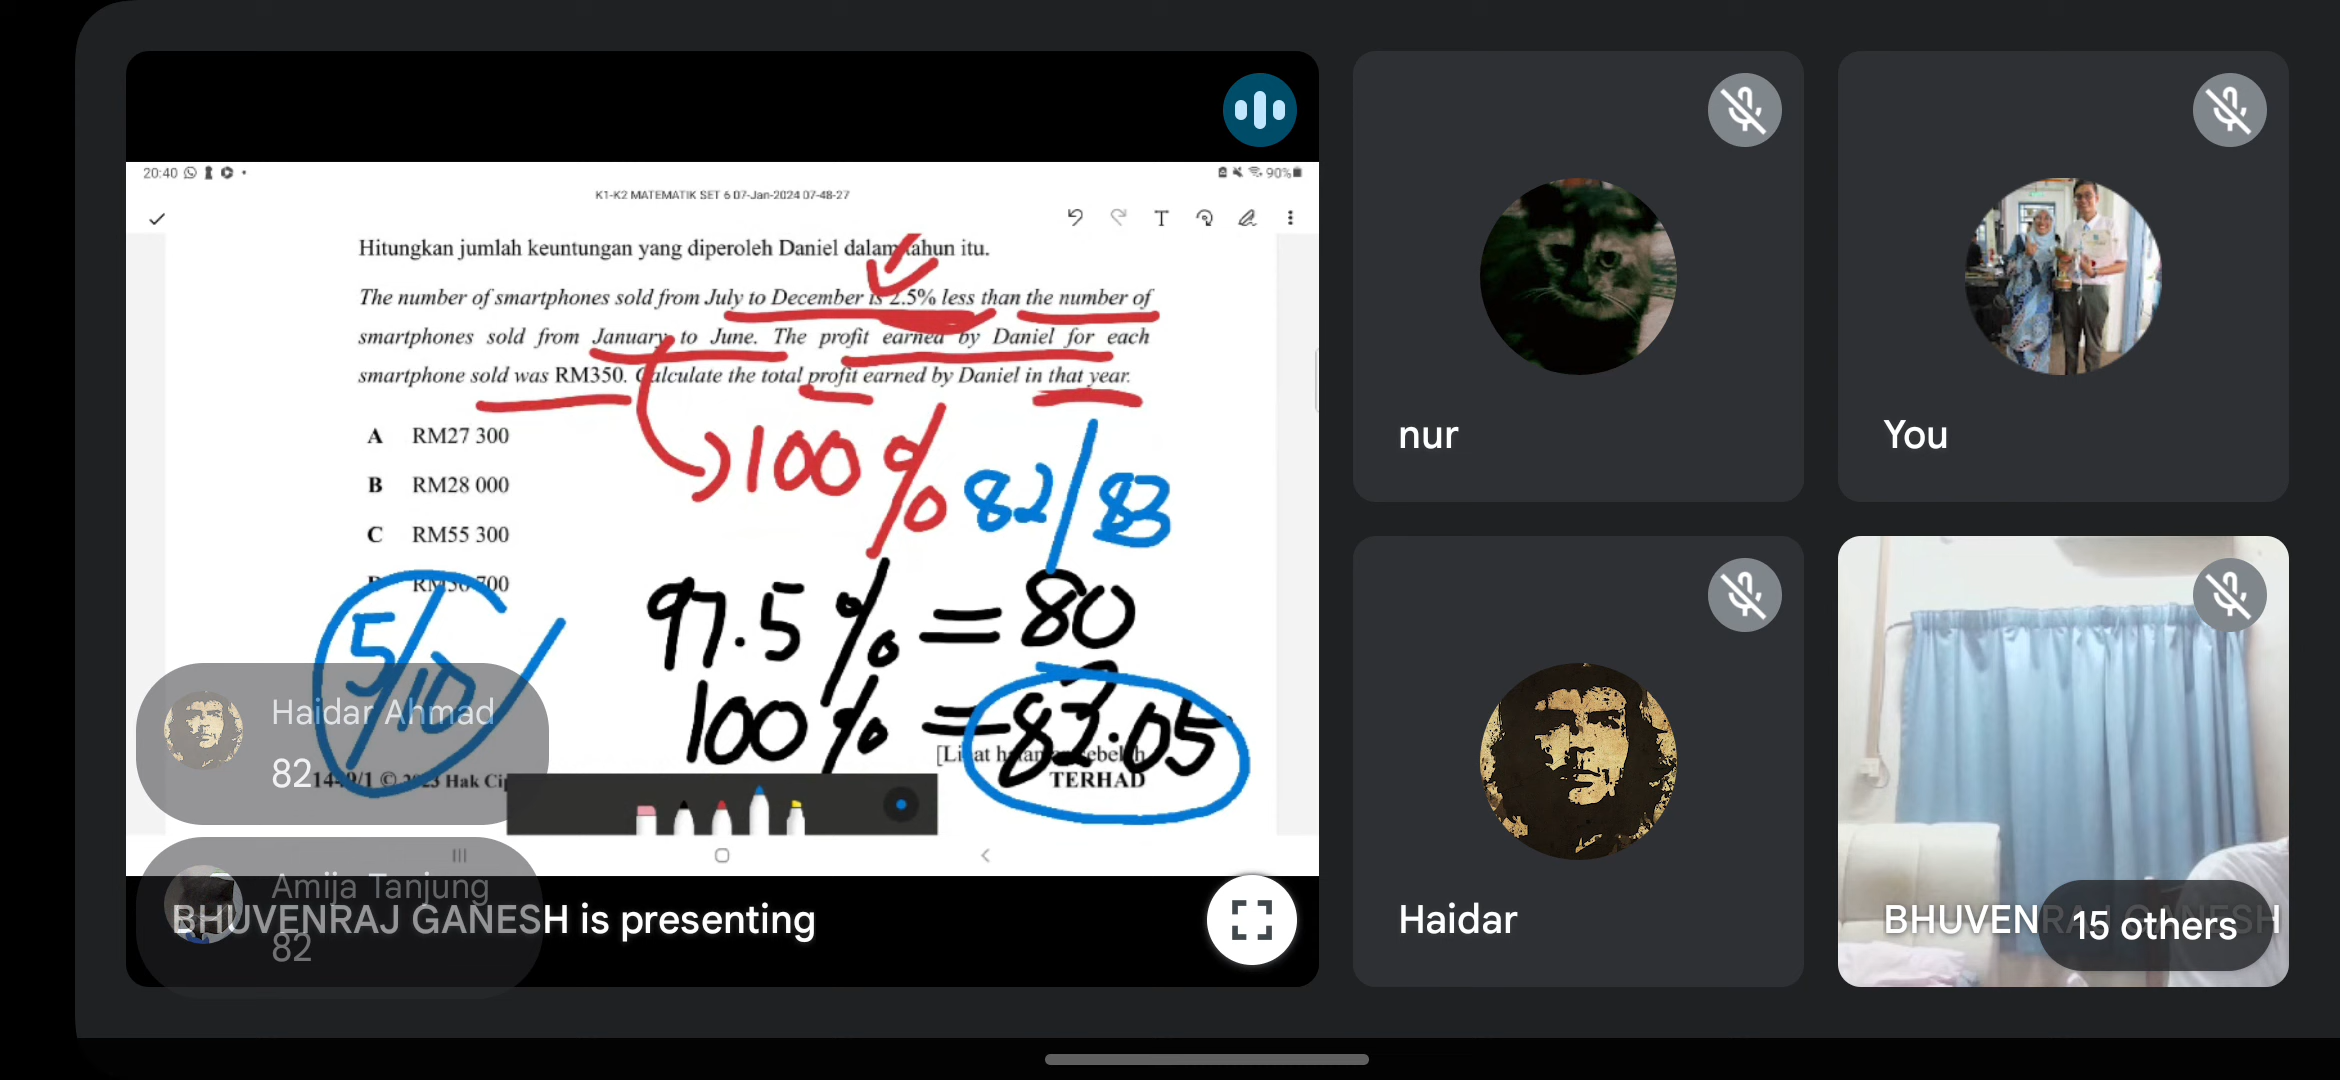 20:40
90%
K1-K2 MATEMATIK SET 6 07-Jan-2024 07-48-27
T
Hitungkan jumlah keuntungan yang diperoleh Daniel dalam tahun itu.
The number of smartphones sold from July to December is 2.5% less than the number of
smartphones sold from January to June. The profit earned by Daniel for each
smartphone sold was RM350. Calculate the total profit earned by Daniel in that year.
A RM27 300
B RM28 000
C RM55 300
100%
82/83
97.5% = 80
100% = 82.05
5/10
TERHAD
Haidar Ahmad
82
Amija Tanjung
82
BHUVENRAJ GANESH is presenting
nur
You
Haidar
BHUVENRAJ GANESH
15 others